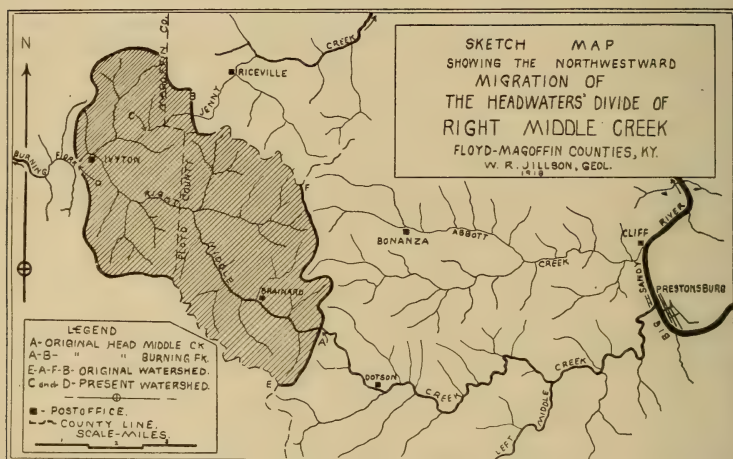 SKETCH MAP
SHOWING THE NORTHWESTWARD
MIGRATION OF
THE HEADWATERS' DIVIDE OF
RIGHT MIDDLE CREEK
FLOYD-MAGOFFIN COUNTIES, KY.
W. R. JILLSON, GEOL.
1918
N
MAGOFFIN CO.
FLOYD COUNTY
JENNY CREEK
RICEVILLE
B
C
BURNING FORK
D
IVYTON
RIGHT MIDDLE
F
BONANZA
ABBOTT CREEK
CLIFF
BIG SANDY RIVER
PRESTONSBURG
BRAINARD
A
E
DOTSON
CREEK
CREEK
LEFT MIDDLE
LEGEND
A- ORIGINAL HEAD MIDDLE CK.
A-B- " " BURNING FK.
E-A-F-B- ORIGINAL WATERSHED.
C and D- PRESENT WATERSHED.
- POSTOFFICE.
- COUNTY LINE.
SCALE-MILES.